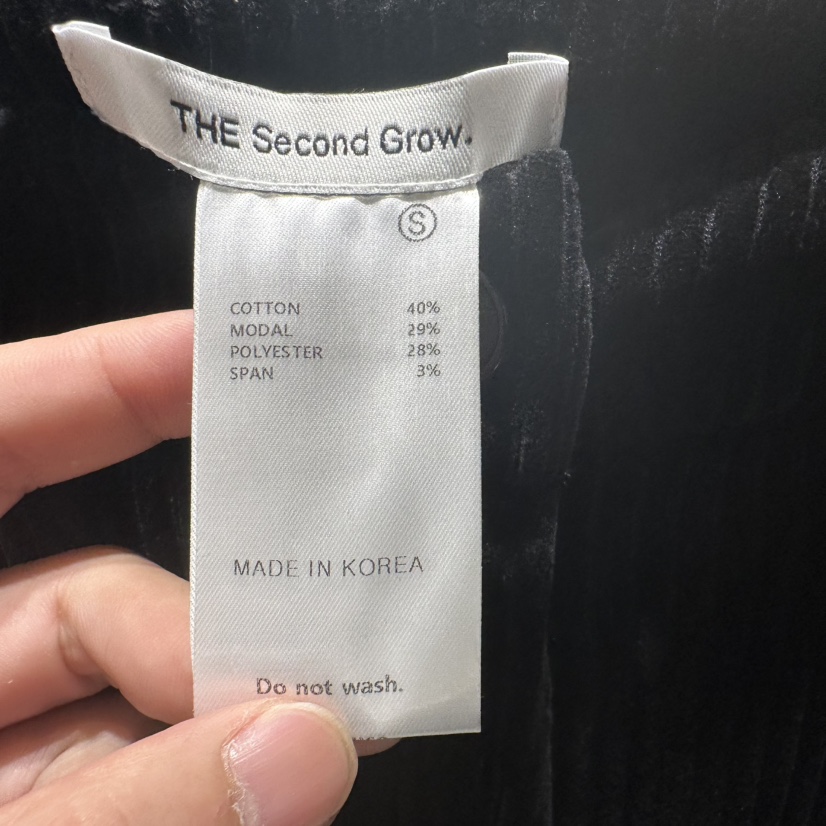 THE Second Grow.
S
COTTON 40%
MODAL 29%
POLYESTER 28%
SPAN 3%
MADE IN KOREA
Do not wash.